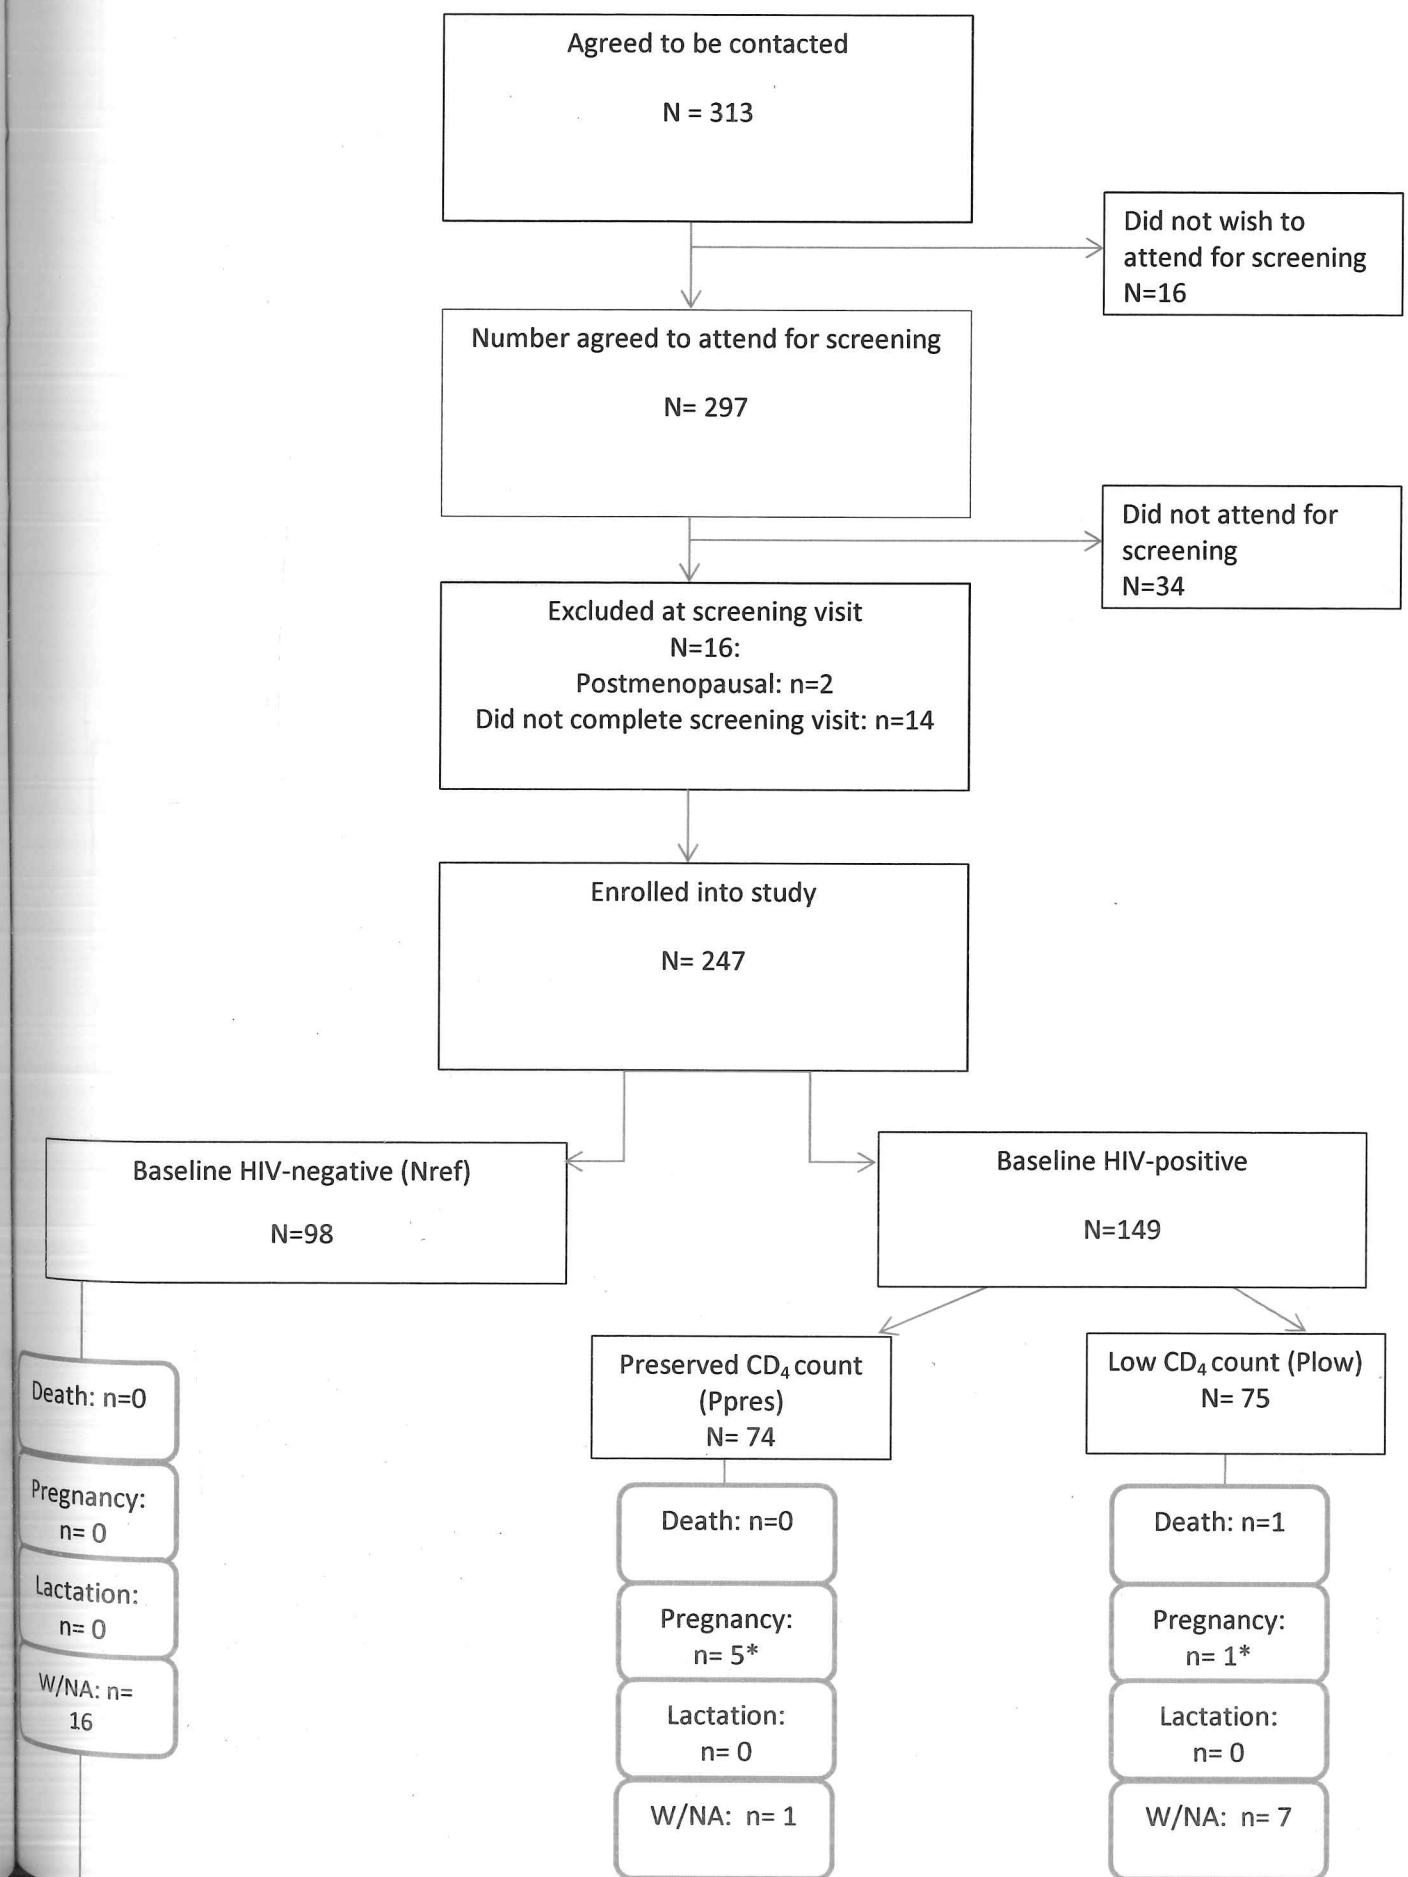 Agreed to be contacted
N = 313
Did not wish to
attend for screening
N=16
Number agreed to attend for screening
N= 297
Did not attend for
screening
N=34
Excluded at screening visit
N=16:
Postmenopausal: n=2
Did not complete screening visit: n=14
Enrolled into study
N= 247
Baseline HIV-negative (Nref)
N=98
Baseline HIV-positive
N=149
Preserved CD₄ count
(Ppres)
N= 74
Low CD₄ count (Plow)
N= 75
Death: n=0
Pregnancy:
n= 0
Lactation:
n= 0
W/NA: n=
16
Death: n=0
Pregnancy:
n= 5*
Lactation:
n= 0
W/NA: n= 1
Death: n=1
Pregnancy:
n= 1*
Lactation:
n= 0
W/NA: n= 7